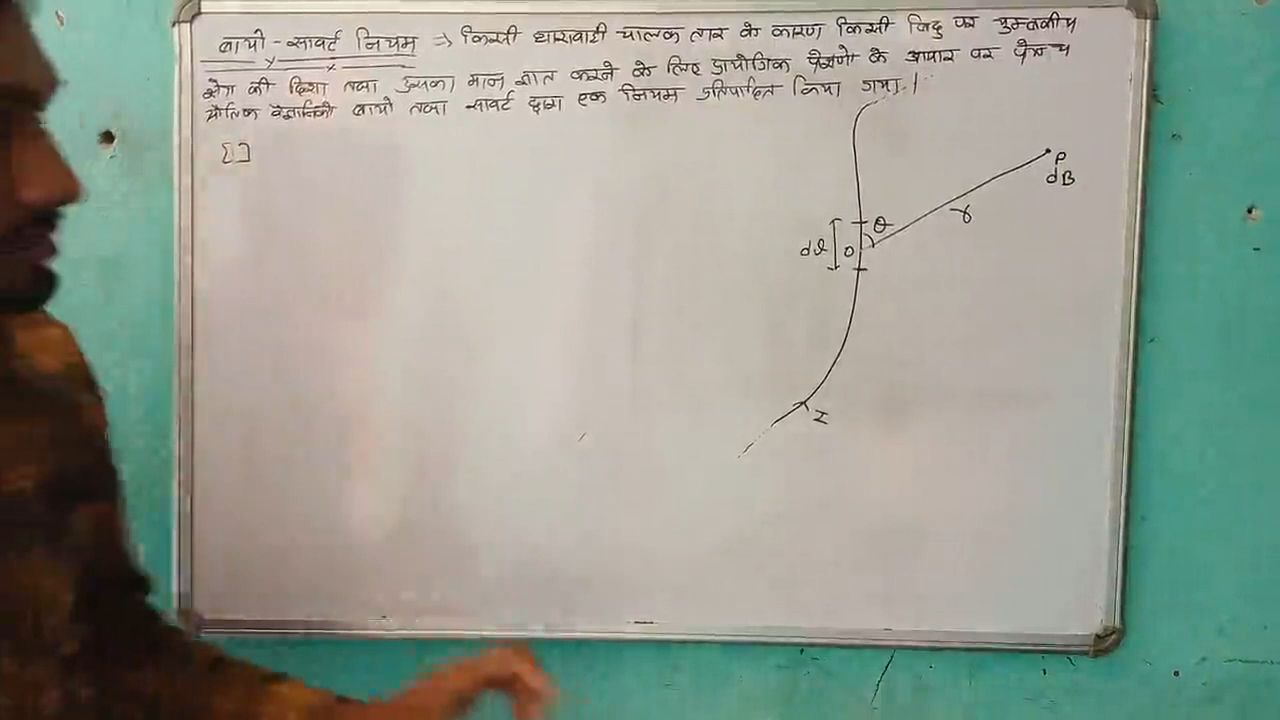 बायो-सावर्ट नियम → किसी धारावाही चालक तार के कारण किसी बिंदु पर चुम्बकीय
क्षेत्र की दिशा तथा उसका मान ज्ञात करने के लिए प्रायोगिक प्रेक्षणो के आधार पर फ्रेन्च
भौतिक वैज्ञानिको बायो तथा सावर्ट द्वारा एक नियम प्रतिपादित किया गया।
[]
P
dB
θ
r
dl
O
I